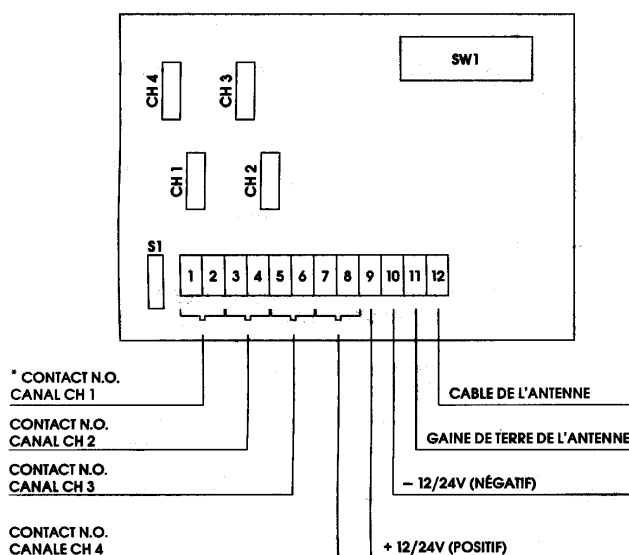 SW1
CH 4
CH 3
CH 1
CH 2
S1
1 2 3 4 5 6 7 8 9 10 11 12
* CONTACT N.O.
CANAL CH 1
CABLE DE L'ANTENNE
CONTACT N.O.
CANAL CH 2
GAINE DE TERRE DE L'ANTENNE
CONTACT N.O.
CANAL CH 3
– 12/24V (NÉGATIF)
CONTACT N.O.
CANALE CH 4
+ 12/24V (POSITIF)